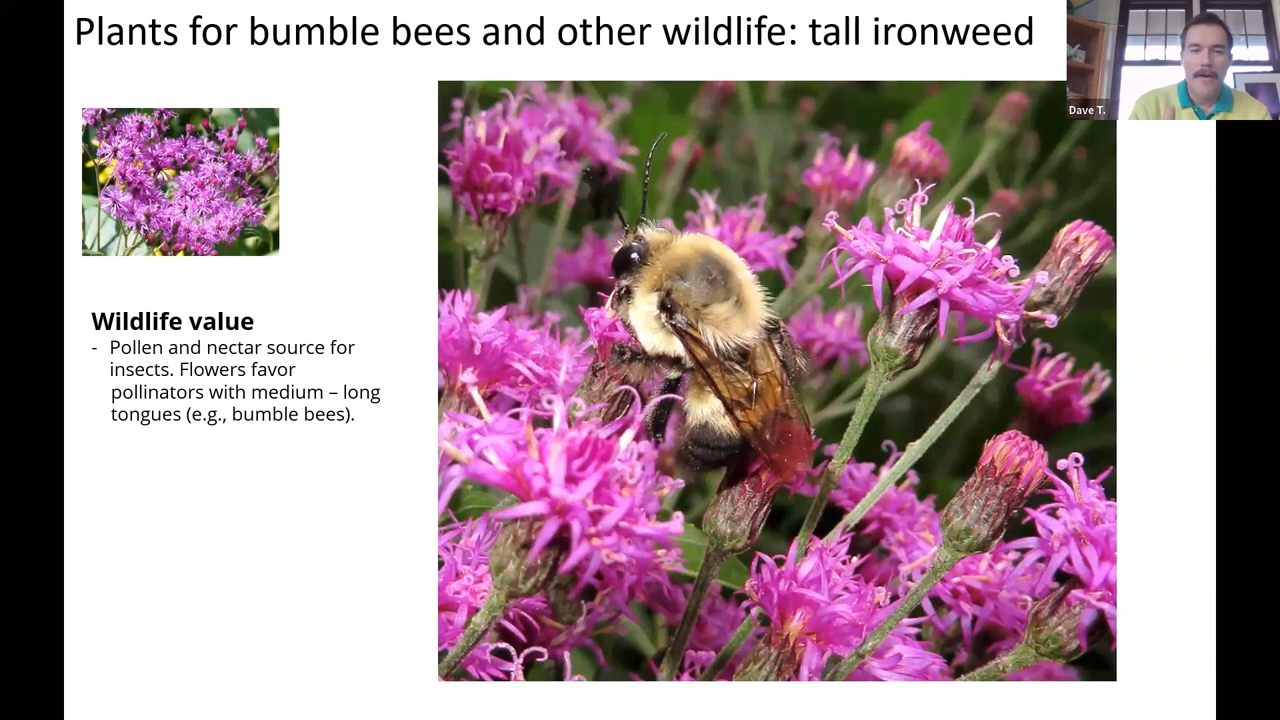 Plants for bumble bees and other wildlife: tall ironweed
Dave T.
Wildlife value
- Pollen and nectar source for
insects. Flowers favor
pollinators with medium – long
tongues (e.g., bumble bees).